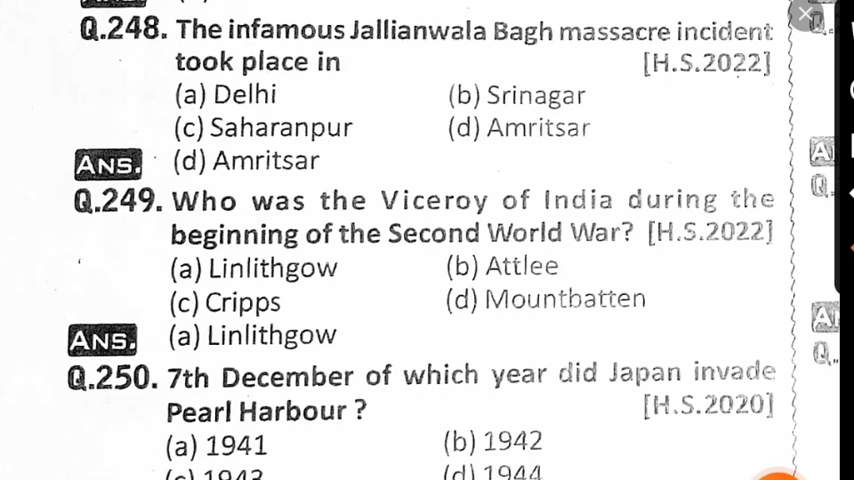 Q.248. The infamous Jallianwala Bagh massacre incident
took place in [H.S.2022]
(a) Delhi (b) Srinagar
(c) Saharanpur (d) Amritsar
ANS. (d) Amritsar
Q.249. Who was the Viceroy of India during the
beginning of the Second World War? [H.S.2022]
(a) Linlithgow (b) Attlee
(c) Cripps (d) Mountbatten
ANS. (a) Linlithgow
Q.250. 7th December of which year did Japan invade
Pearl Harbour ? [H.S.2020]
(a) 1941 (b) 1942
(c) 1943 (d) 1944